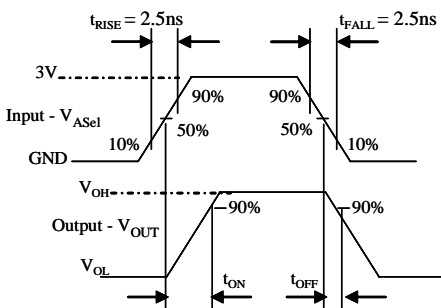 tRISE = 2.5ns
tFALL = 2.5ns
3V
90%
90%
Input - VASel
50%
50%
10%
10%
GND
VOH
90%
90%
Output - VOUT
VOL
tON
tOFF